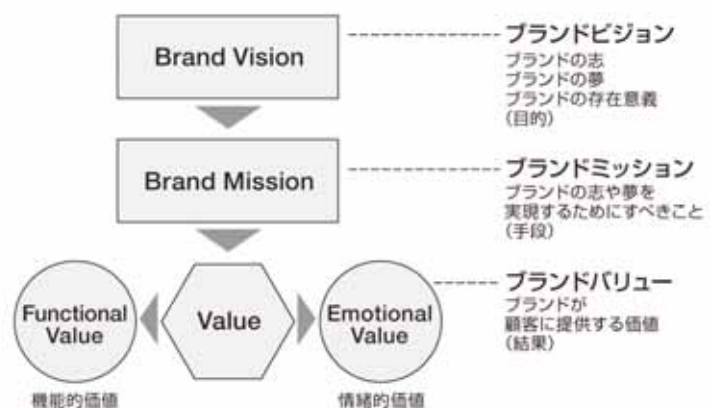 Brand Vision
ブランドビジョン
ブランドの志
ブランドの夢
ブランドの存在意義
(目的)
Brand Mission
ブランドミッション
ブランドの志や夢を
実現するためにすべきこと
(手段)
Functional
Value
Value
Emotional
Value
ブランドバリュー
ブランドが
顧客に提供する価値
(結果)
機能的価値
情緒的価値